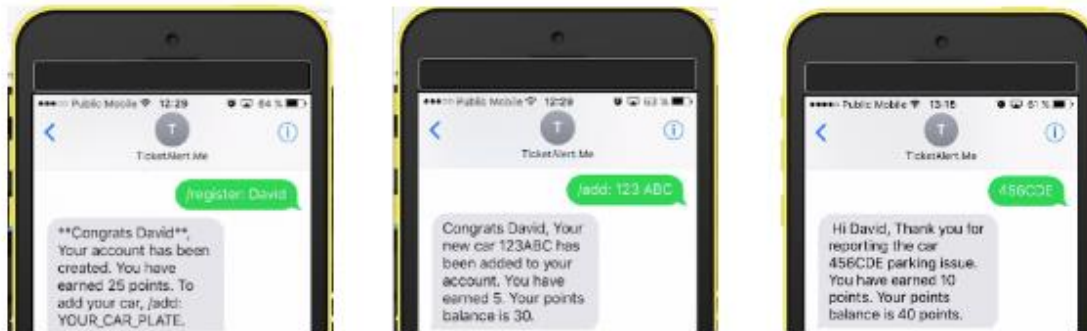 Public Mobile 12:29 64 %
T
TicketAlert.Me
/register: David
**Congrats David**,
Your account has been
created. You have
earned 25 points. To
add your car, /add:
YOUR_CAR_PLATE.
Public Mobile 12:29 63 %
T
TicketAlert.Me
/add: 123 ABC
Congrats David, Your
new car 123ABC has
been added to your
account. You have
earned 5. Your points
balance is 30.
Public Mobile 13:15 61 %
T
TicketAlert.Me
456CDE
Hi David, Thank you for
reporting the car
456CDE parking issue.
You have earned 10
points. Your points
balance is 40 points.